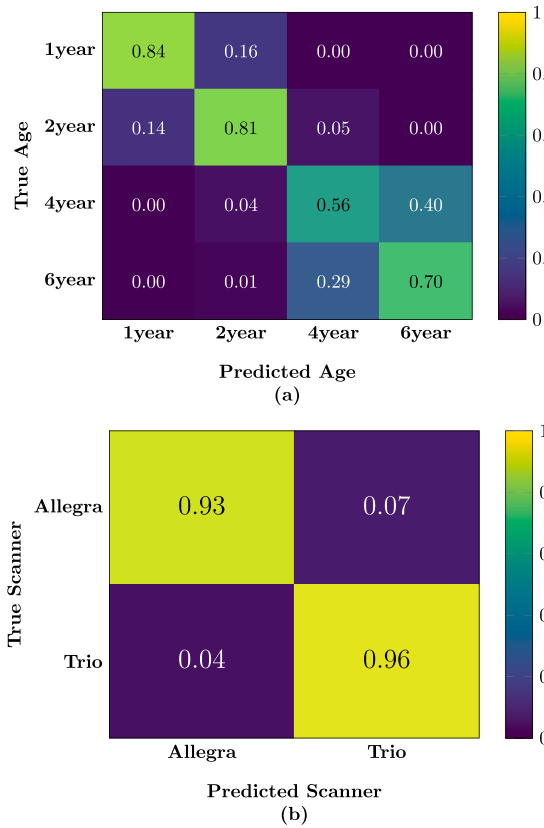 1year 0.84 0.16 0.00 0.00
2year 0.14 0.81 0.05 0.00
4year 0.00 0.04 0.56 0.40
6year 0.00 0.01 0.29 0.70
True Age
1year 2year 4year 6year
Predicted Age
(a)
1
0
Allegra 0.93 0.07
Trio 0.04 0.96
True Scanner
Allegra Trio
Predicted Scanner
(b)